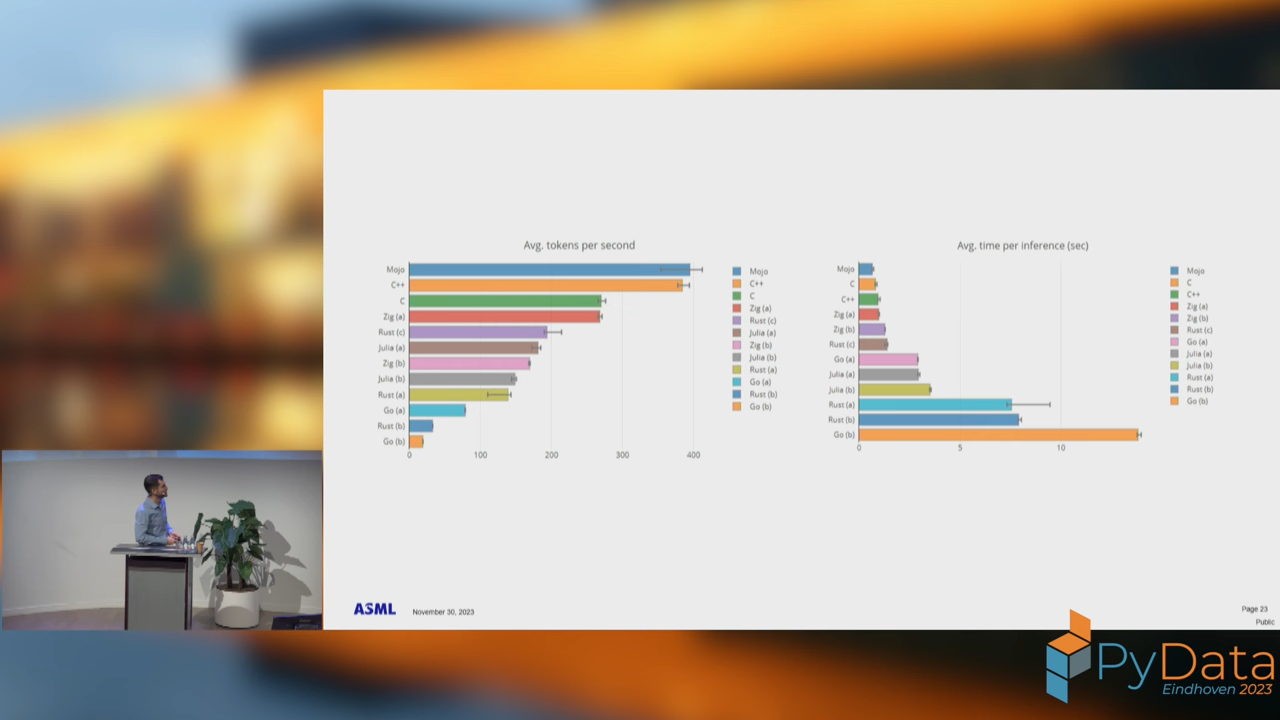 Avg. tokens per second
Mojo
C++
C
Zig (a)
Rust (c)
Julia (a)
Zig (b)
Julia (b)
Rust (a)
Go (a)
Rust (b)
Go (b)
0 100 200 300 400
Mojo
C++
C
Zig (a)
Rust (c)
Julia (a)
Zig (b)
Julia (b)
Rust (a)
Go (a)
Rust (b)
Go (b)
Avg. time per inference (sec)
Mojo
C
C++
Zig (a)
Zig (b)
Rust (c)
Go (a)
Julia (a)
Julia (b)
Rust (a)
Rust (b)
Go (b)
0 5 10
Mojo
C
C++
Zig (a)
Zig (b)
Rust (c)
Go (a)
Julia (a)
Julia (b)
Rust (a)
Rust (b)
Go (b)
ASML November 30, 2023
Page 23
Public
PyData
Eindhoven 2023